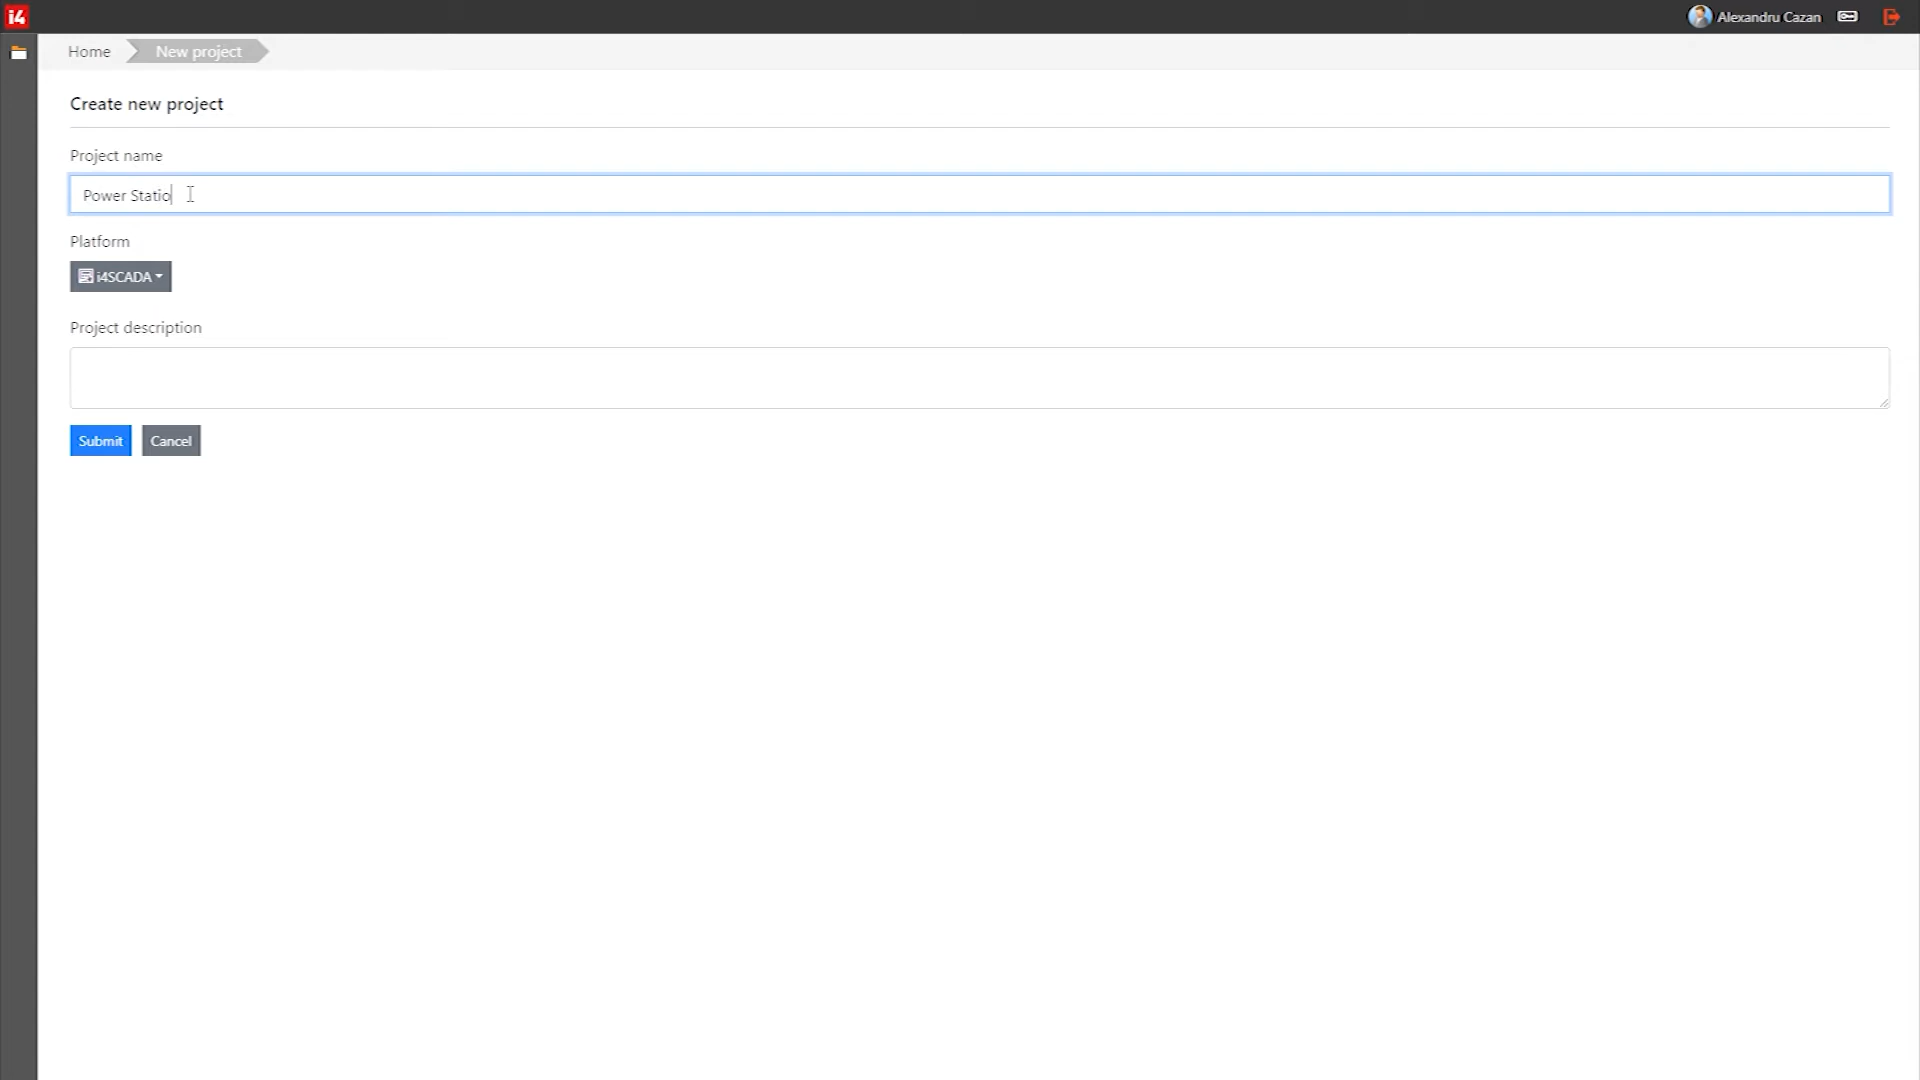 i4
Alexandru Cazan
Home
New project
Create new project
Project name
Power Statio
Platform
i4SCADA
Project description
Submit
Cancel